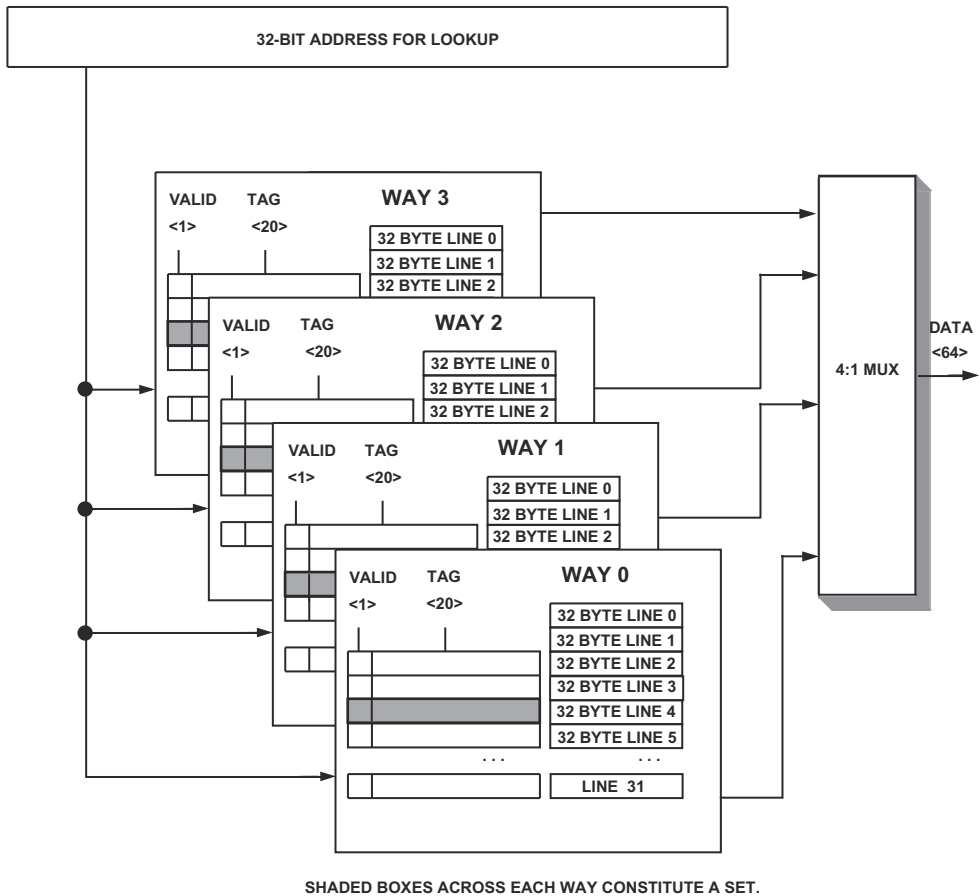 32-BIT ADDRESS FOR LOOKUP
VALID TAG WAY 3
<1> <20>
32 BYTE LINE 0
32 BYTE LINE 1
32 BYTE LINE 2
VALID TAG WAY 2
<1> <20>
32 BYTE LINE 0
32 BYTE LINE 1
32 BYTE LINE 2
VALID TAG WAY 1
<1> <20>
32 BYTE LINE 0
32 BYTE LINE 1
32 BYTE LINE 2
VALID TAG WAY 0
<1> <20>
32 BYTE LINE 0
32 BYTE LINE 1
32 BYTE LINE 2
32 BYTE LINE 3
32 BYTE LINE 4
32 BYTE LINE 5
. . . . . .
LINE 31
4:1 MUX
DATA
<64>
SHADED BOXES ACROSS EACH WAY CONSTITUTE A SET.